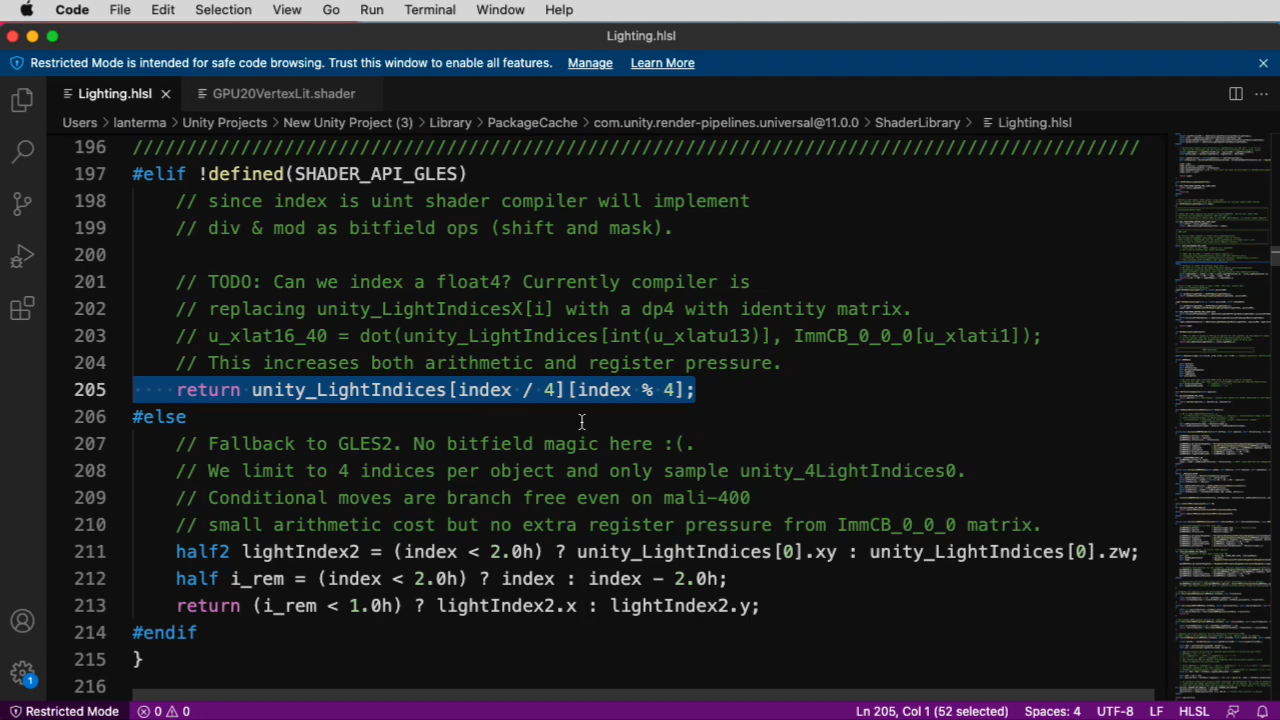 Code File Edit Selection View Go Run Terminal Window Help
Lighting.hlsl
Restricted Mode is intended for safe code browsing. Trust this window to enable all features. Manage Learn More
Lighting.hlsl GPU20VertexLit.shader
Users > lanterma > Unity Projects > New Unity Project (3) > Library > PackageCache > com.unity.render-pipelines.universal@11.0.0 > ShaderLibrary > Lighting.hlsl
196 /////////////////////////////////////////////////////////////////////////////////////////////
197 #elif !defined(SHADER_API_GLES)
198 // since index is uint shader compiler will implement
199 // div & mod as bitfield ops (shift and mask).
200
201 // TODO: Can we index a float4? Currently compiler is
202 // replacing unity_LightIndicesX[i] with a dp4 with identity matrix.
203 // u_xlat16_40 = dot(unity_LightIndices[int(u_xlatu13)], ImmCB_0_0_0[u_xlati1]);
204 // This increases both arithmetic and register pressure.
205 return unity_LightIndices[index / 4][index % 4];
206 #else
207 // Fallback to GLES2. No bitfield magic here :(.
208 // We limit to 4 indices per object and only sample unity_4LightIndices0.
209 // Conditional moves are branch free even on mali-400
210 // small arithmetic cost but no extra register pressure from ImmCB_0_0_0 matrix.
211 half2 lightIndex2 = (index < 2.0h) ? unity_LightIndices[0].xy : unity_LightIndices[0].zw;
212 half i_rem = (index < 2.0h) ? index : index - 2.0h;
213 return (i_rem < 1.0h) ? lightIndex2.x : lightIndex2.y;
214 #endif
215 }
216
1
Restricted Mode 0 0 Ln 205, Col 1 (52 selected) Spaces: 4 UTF-8 LF HLSL